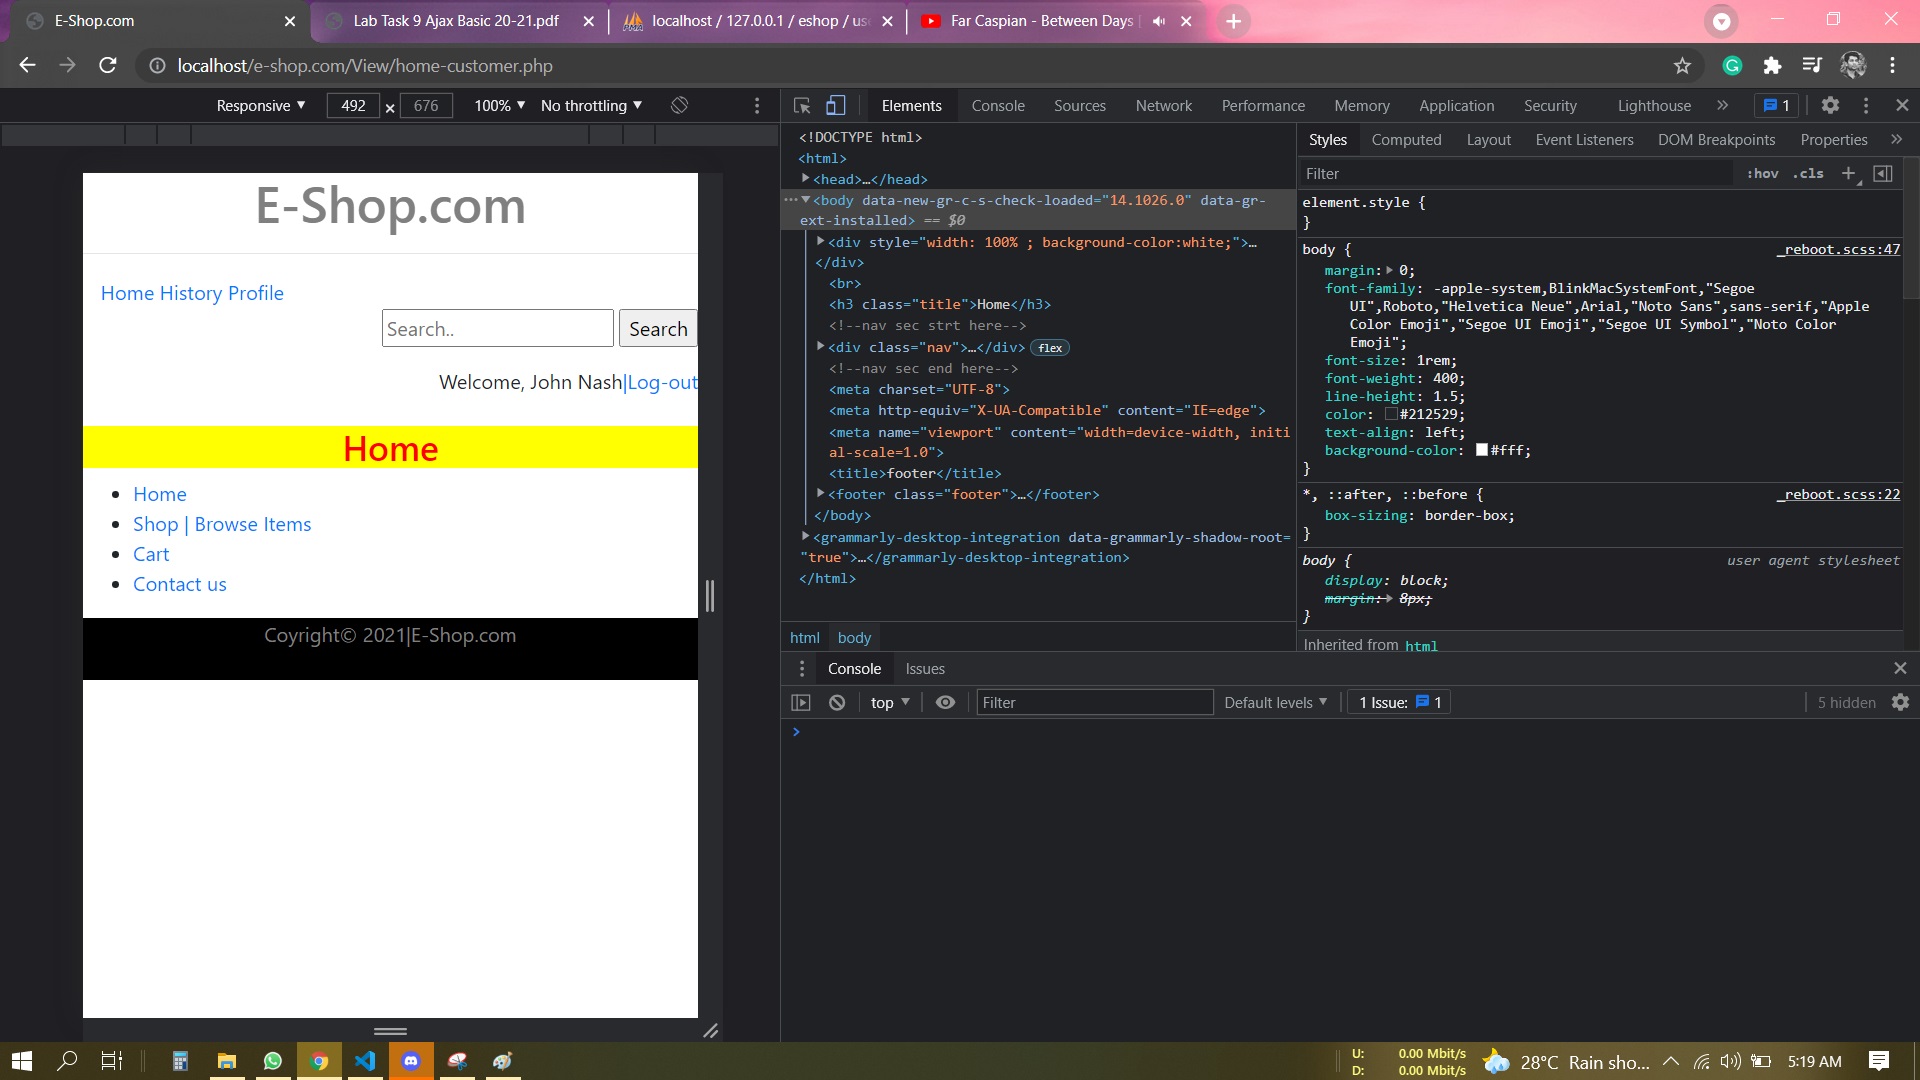 E-Shop.com
Lab Task 9 Ajax Basic 20-21.pdf
localhost / 127.0.0.1 / eshop / use
Far Caspian - Between Days |
localhost/e-shop.com/View/home-customer.php
Responsive ▼ 492 × 676 100% ▼ No throttling ▼
Elements Console Sources Network Performance Memory Application Security Lighthouse » 1
E-Shop.com
Home History Profile
Search.. Search
Welcome, John Nash|Log-out
Home
Home
Shop | Browse Items
Cart
Contact us
Coyright© 2021|E-Shop.com
<!DOCTYPE html>
<html>
<head>…</head>
<body data-new-gr-c-s-check-loaded="14.1026.0" data-gr-
ext-installed> == $0
<div style="width: 100% ; background-color:white;">…
</div>
<br>
<h3 class="title">Home</h3>
<!--nav sec strt here-->
<div class="nav">…</div> flex
<!--nav sec end here-->
<meta charset="UTF-8">
<meta http-equiv="X-UA-Compatible" content="IE=edge">
<meta name="viewport" content="width=device-width, initi
al-scale=1.0">
<title>footer</title>
<footer class="footer">…</footer>
</body>
<grammarly-desktop-integration data-grammarly-shadow-root=
"true">…</grammarly-desktop-integration>
</html>
html body
Styles Computed Layout Event Listeners DOM Breakpoints Properties »
Filter :hov .cls +
element.style {
}
body { _reboot.scss:47
margin: 0;
font-family: -apple-system,BlinkMacSystemFont,"Segoe
UI",Roboto,"Helvetica Neue",Arial,"Noto Sans",sans-serif,"Apple
Color Emoji","Segoe UI Emoji","Segoe UI Symbol","Noto Color
Emoji";
font-size: 1rem;
font-weight: 400;
line-height: 1.5;
color: #212529;
text-align: left;
background-color: #fff;
}
*, ::after, ::before { _reboot.scss:22
box-sizing: border-box;
}
body { user agent stylesheet
display: block;
margin: 8px;
}
Inherited from html
Console Issues
top ▼ Filter Default levels ▼ 1 Issue: 1 5 hidden
>
U: 0.00 Mbit/s
D: 0.00 Mbit/s
28°C Rain sho... 5:19 AM